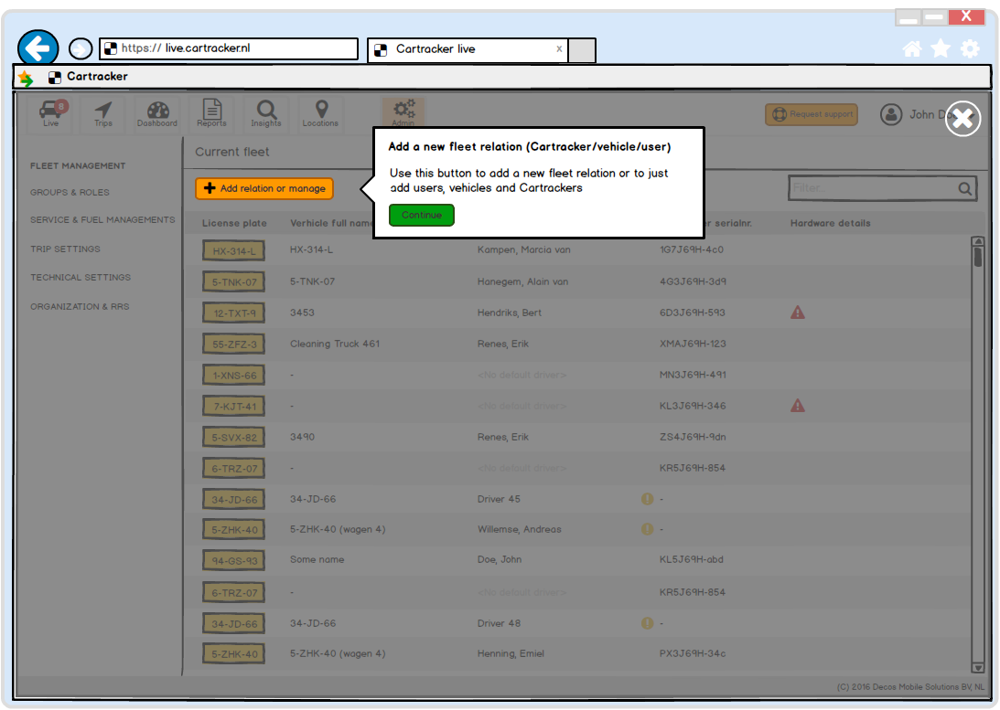 X
https:// live.cartracker.nl
Cartracker live
x
Cartracker
8
Live
Trips
Dashboard
Reports
Insights
Locations
Admin
Request support
John Do
Current fleet
Add a new fleet relation (Cartracker/vehicle/user)
Use this button to add a new fleet relation or to just
add users, vehicles and Cartrackers
Continue
FLEET MANAGEMENT
GROUPS & ROLES
SERVICE & FUEL MANAGEMENTS
TRIP SETTINGS
TECHNICAL SETTINGS
ORGANIZATION & RRS
Add relation or manage
Filter...
License plate Verhicle full name r serialnr. Hardware details
HX-314-L HX-314-L Kampen, Marcia van 1G7J69H-4c0
5-TNK-07 5-TNK-07 Hanegem, Alain van 4G3J69H-3d9
12-TXT-9 3453 Hendriks, Bert 6D3J69H-593
55-ZFZ-3 Cleaning Truck 461 Renes, Erik XMAJ69H-123
1-XNS-66 - <No default driver> MN3J69H-491
7-KJT-41 - <No default driver> KL3J69H-346
5-SVX-82 3490 Renes, Erik ZS4J69H-9dn
6-TRZ-07 - <No default driver> KR5J69H-854
34-JD-66 34-JD-66 Driver 45 ! -
5-ZHK-40 5-ZHK-40 (wagen 4) Willemse, Andreas ! -
94-GS-93 Some name Doe, John KL5J69H-abd
6-TRZ-07 - <No default driver> KR5J69H-854
34-JD-66 34-JD-66 Driver 48 ! -
5-ZHK-40 5-ZHK-40 (wagen 4) Henning, Emiel PX3J69H-34c
(C) 2016 Decos Mobile Solutions BV, NL